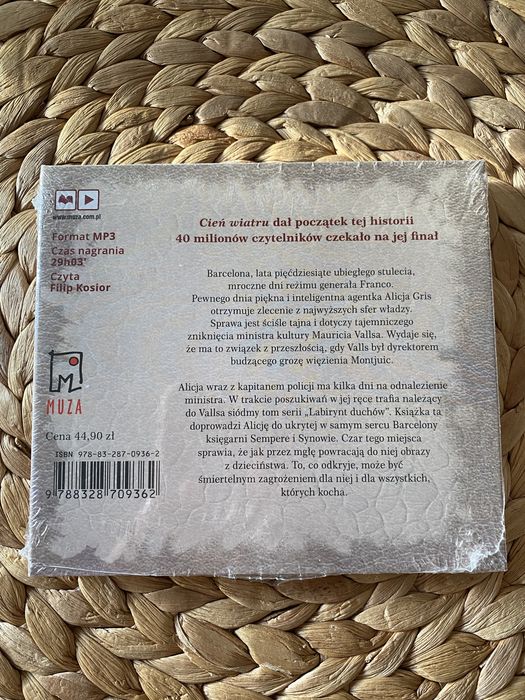 www.muza.com.pl
Format MP3
Czas nagrania
29h03'
Czyta
Filip Kosior
M
MUZA
Cena 44,90 zł
ISBN 978-83-287-0936-2
9 788328 709362
Cień wiatru dał początek tej historii
40 milionów czytelników czekało na jej finał
Barcelona, lata pięćdziesiąte ubiegłego stulecia,
mroczne dni reżimu generała Franco.
Pewnego dnia piękna i inteligentna agentka Alicja Gris
otrzymuje zlecenie z najwyższych sfer władzy.
Sprawa jest ściśle tajna i dotyczy tajemniczego
zniknięcia ministra kultury Mauricia Vallsa. Wydaje się,
że ma to związek z przeszłością, gdy Valls był dyrektorem
budzącego grozę więzienia Montjuic.
Alicja wraz z kapitanem policji ma kilka dni na odnalezienie
ministra. W trakcie poszukiwań w jej ręce trafia należący
do Vallsa siódmy tom serii „Labirynt duchów”. Książka ta
doprowadzi Alicję do ukrytej w samym sercu Barcelony
księgarni Sempere i Synowie. Czar tego miejsca
sprawia, że jak przez mgłę powracają do niej obrazy
z dzieciństwa. To, co odkryje, może być
śmiertelnym zagrożeniem dla niej i dla wszystkich,
których kocha.